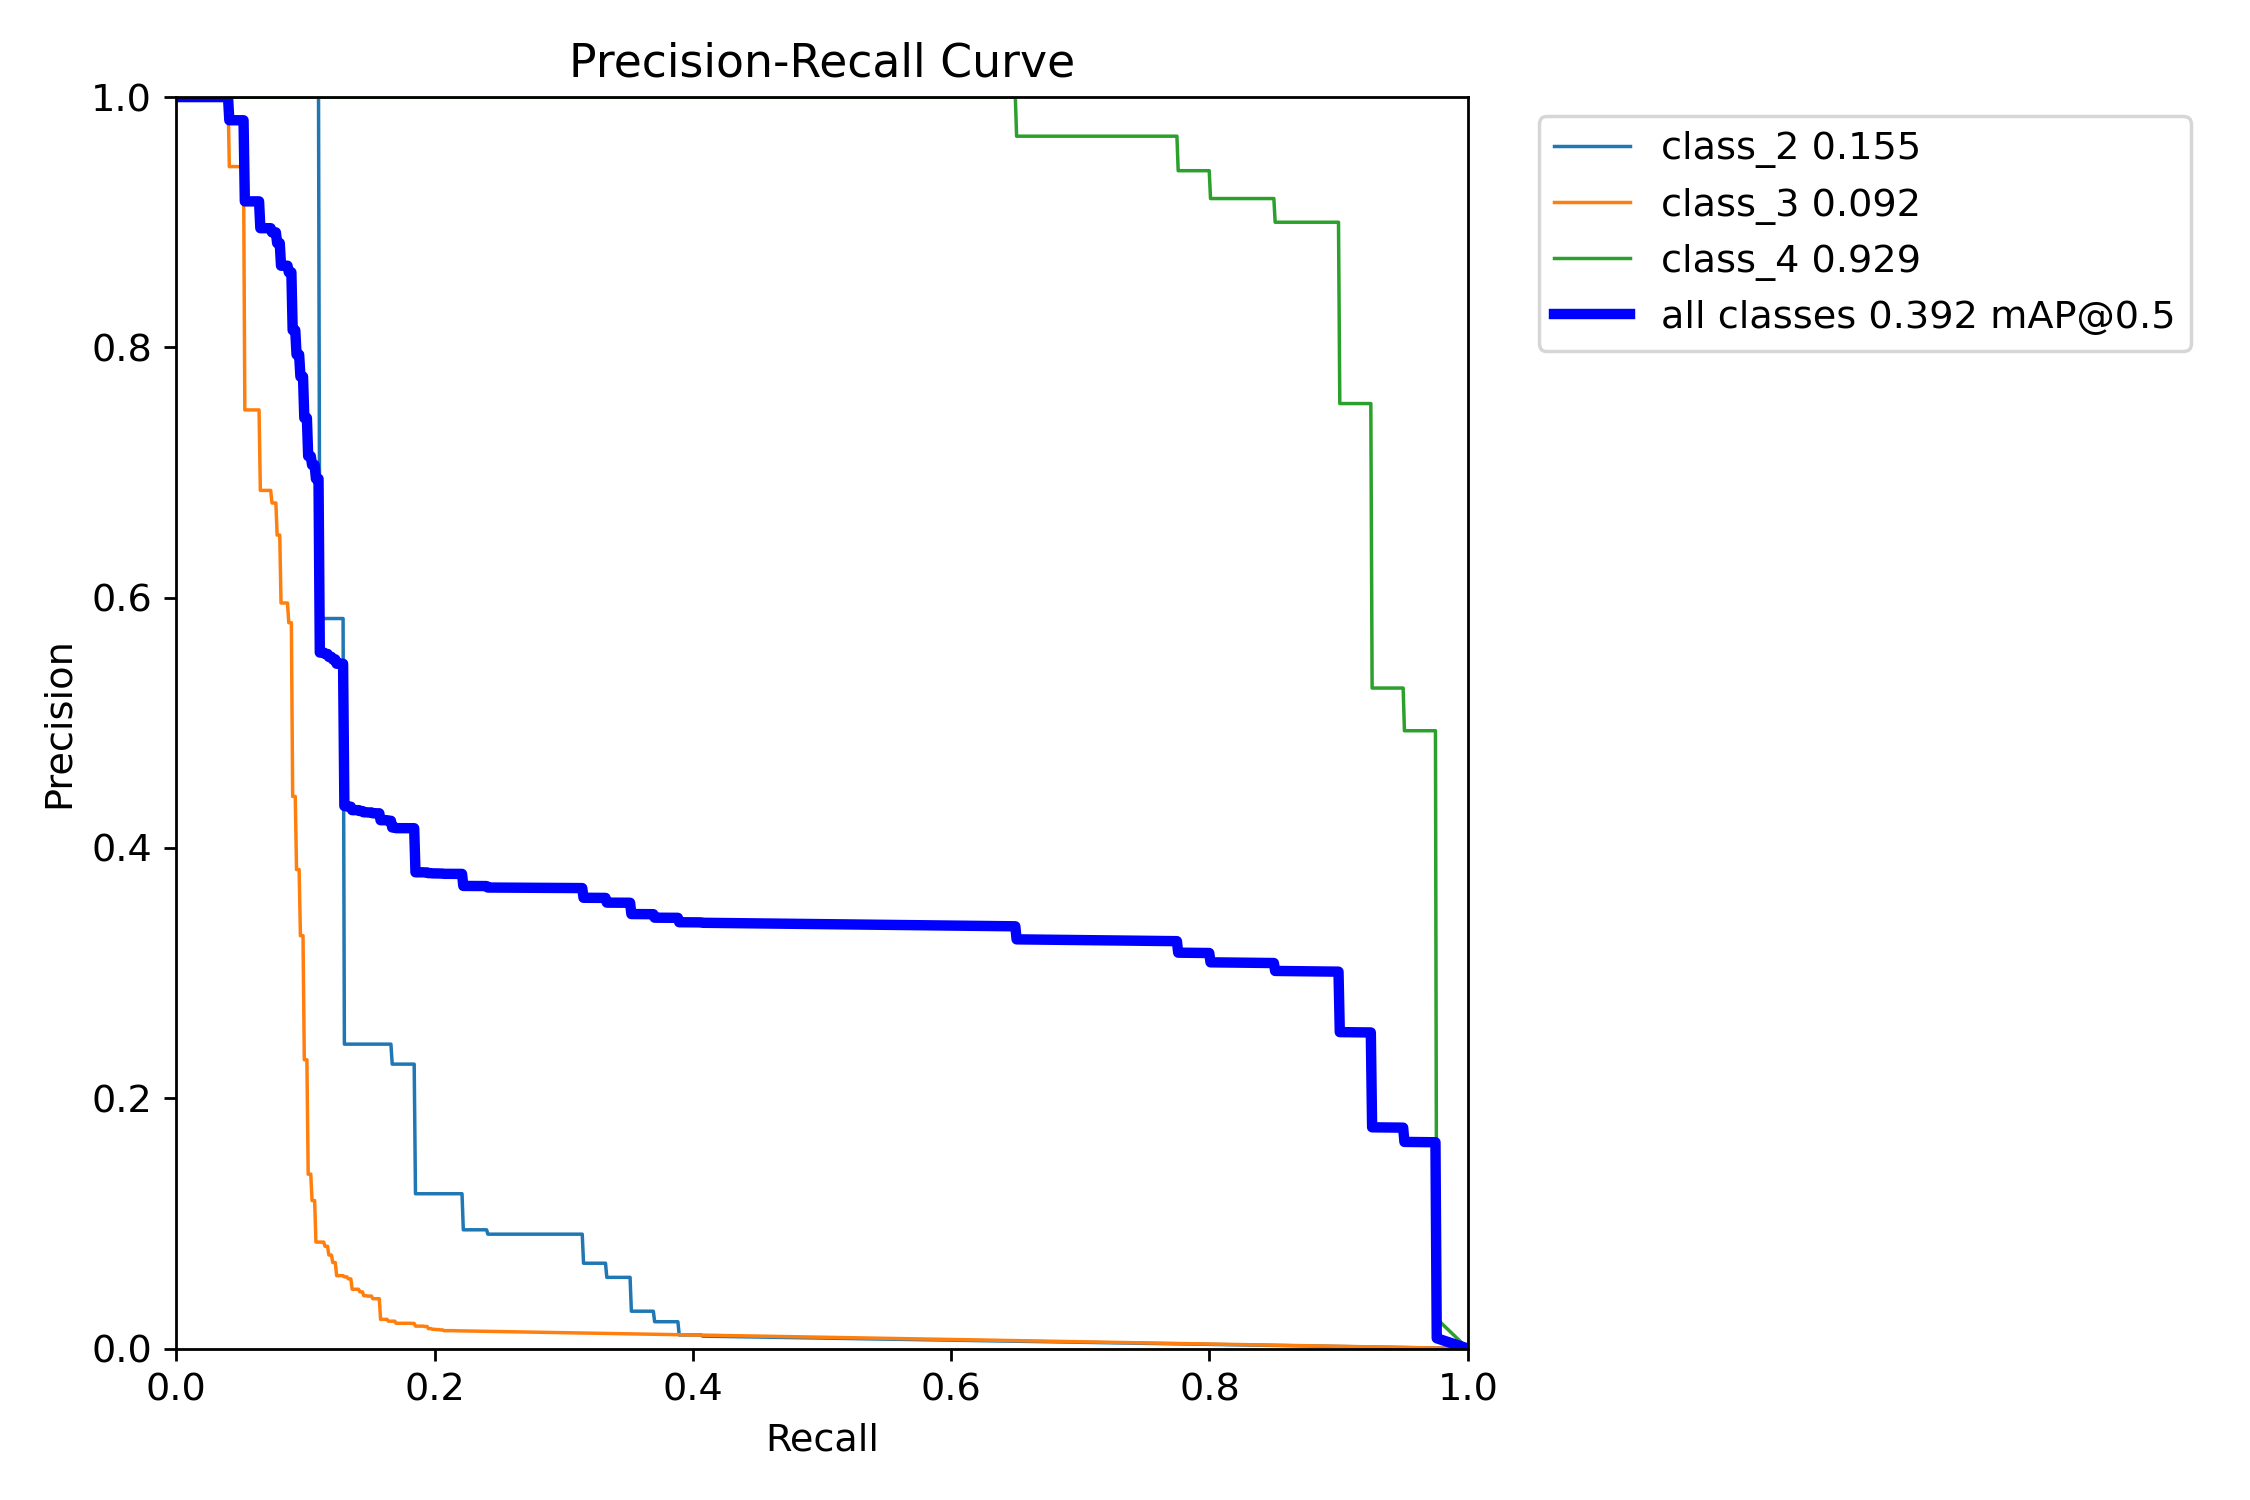 Precision-Recall Curve
1.0
0.8
0.6
0.4
0.2
0.0
Precision
0.0 0.2 0.4 0.6 0.8 1.0
Recall
class_2 0.155
class_3 0.092
class_4 0.929
all classes 0.392 mAP@0.5